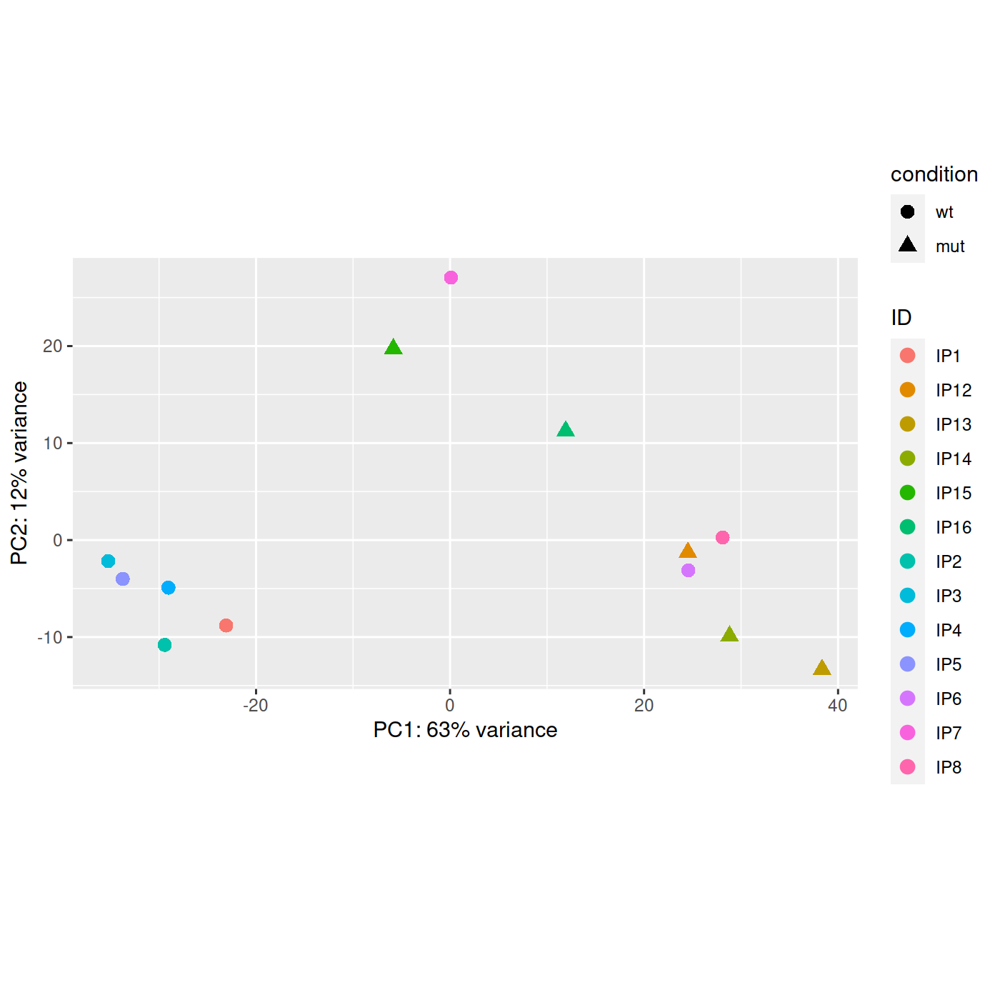 condition
wt
mut
ID
IP1
IP12
IP13
IP14
IP15
IP16
IP2
IP3
IP4
IP5
IP6
IP7
IP8
PC2: 12% variance
20
10
0
-10
-20
0
20
40
PC1: 63% variance